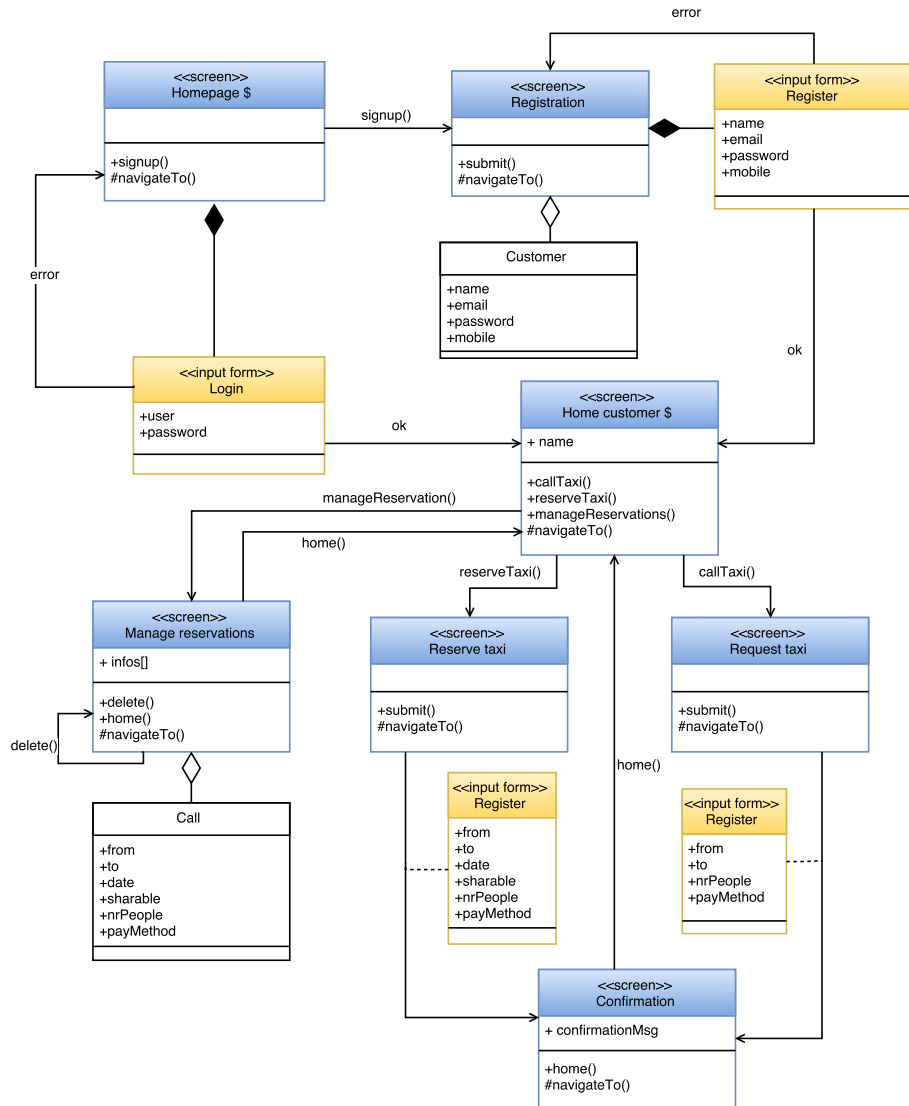 error
<<screen>>
Homepage $
+signup()
#navigateTo()
signup()
<<screen>>
Registration
+submit()
#navigateTo()
<<input form>>
Register
+name
+email
+password
+mobile
Customer
+name
+email
+password
+mobile
error
ok
<<input form>>
Login
+user
+password
ok
<<screen>>
Home customer $
+ name
+callTaxi()
+reserveTaxi()
+manageReservations()
#navigateTo()
manageReservation()
home()
reserveTaxi()
callTaxi()
<<screen>>
Manage reservations
+ infos[]
+delete()
+home()
#navigateTo()
delete()
<<screen>>
Reserve taxi
+submit()
#navigateTo()
<<screen>>
Request taxi
+submit()
#navigateTo()
home()
Call
+from
+to
+date
+sharable
+nrPeople
+payMethod
<<input form>>
Register
+from
+to
+date
+sharable
+nrPeople
+payMethod
<<input form>>
Register
+from
+to
+nrPeople
+payMethod
<<screen>>
Confirmation
+ confirmationMsg
+home()
#navigateTo()